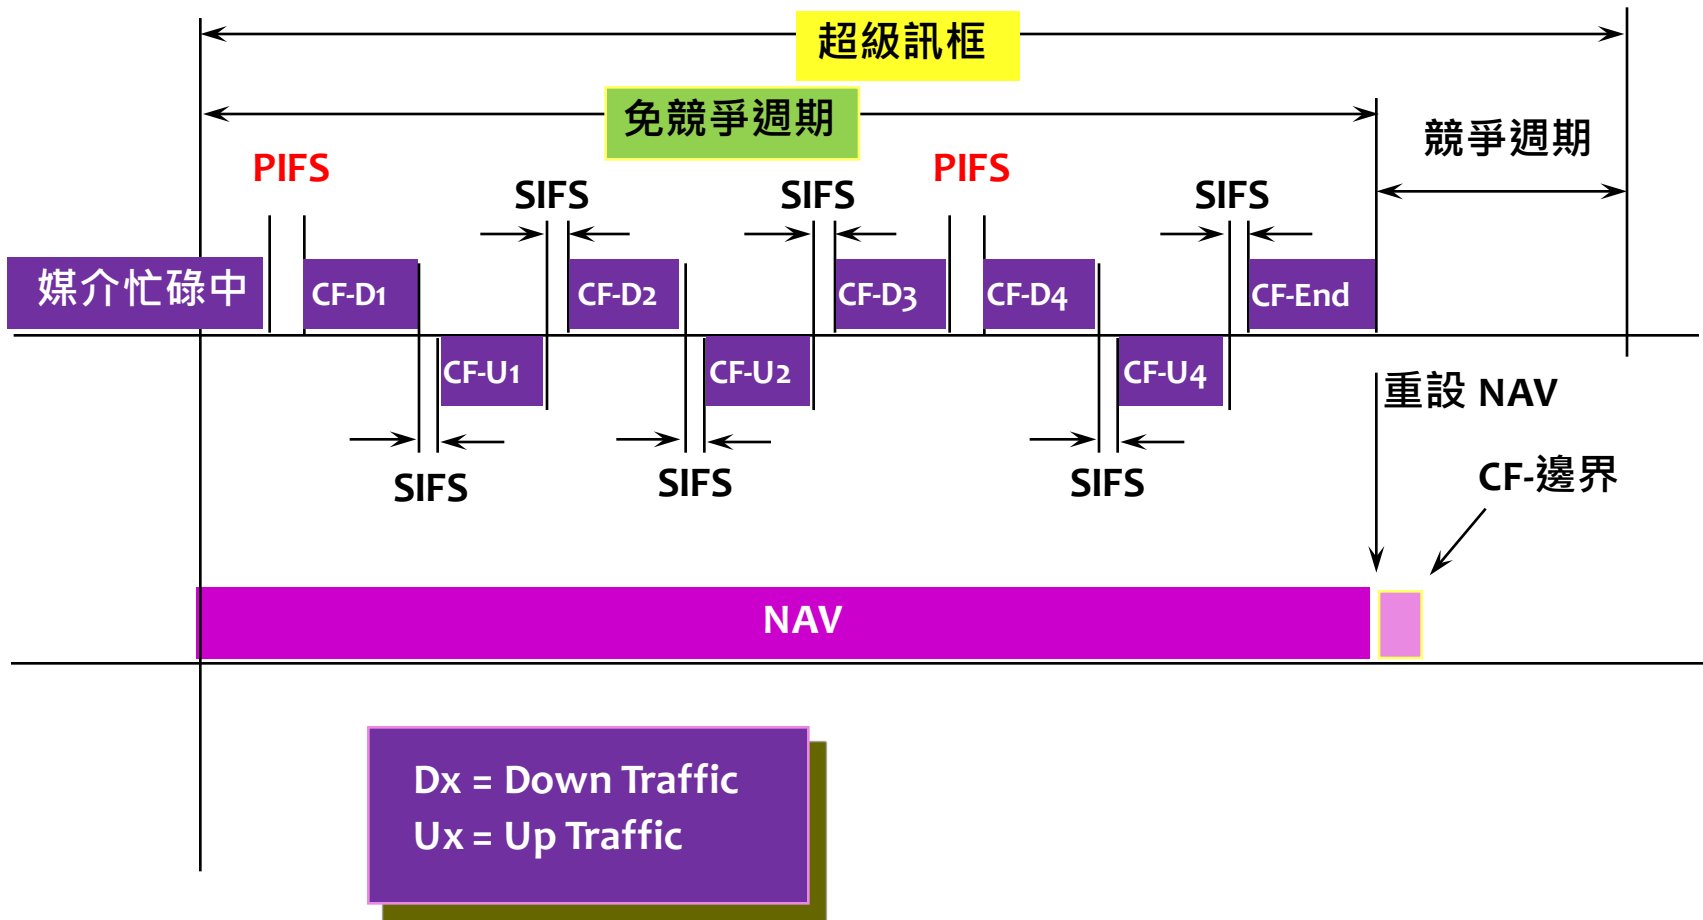 超級訊框
免競爭週期
競爭週期
PIFS
SIFS
SIFS
PIFS
SIFS
媒介忙碌中
CF-D1
CF-D2
CF-D3
CF-D4
CF-End
CF-U1
CF-U2
CF-U4
重設 NAV
SIFS
SIFS
SIFS
CF-邊界
NAV
Dx = Down Traffic
Ux = Up Traffic